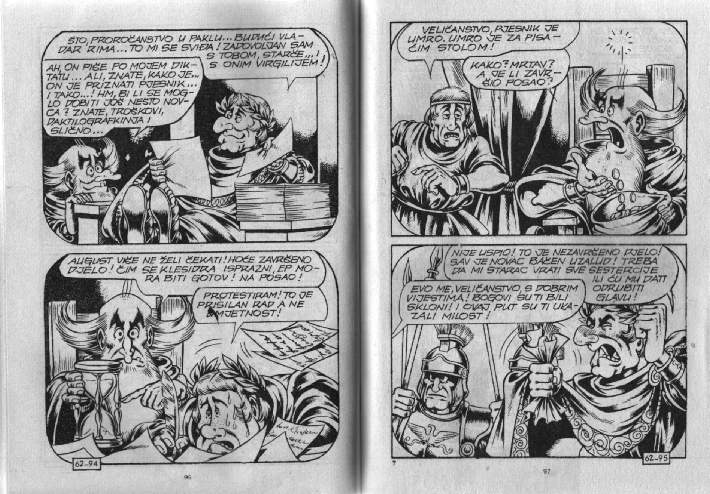 ŠTO, PROROČANSTVO U PAKLU... BUDUĆI VLA-
DAR RIMA... TO MI SE SVIĐA! ZADOVOLJAN SAM
S TOBOM, STARČE... I
S ONIM VIRGILIJEM!
AH, ON PIŠE PO MOJEM DIK-
TATU... ALI, ZNATE, KAKO JE...
ON JE PRIZNATI PJESNIK...
I TAKO...! HM, BI LI SE MOG-
LO DOBITI JOŠ NEŠTO NOV-
CA? ZNATE, TROŠKOVI,
DAKTILOGRAFKINJA I
SLIČNO...
AUGUST VIŠE NE ŽELI ČEKATI! HOĆE ZAVRŠENO
DJELO! ČIM SE KLESIDRA ISPRAZNI, EP MO-
RA BITI GOTOV! NA POSAO!
PROTESTIRAM! TO JE
PRISILAN RAD A NE
UMJETNOST!
62-94
96
VELIČANSTVO, PJESNIK JE
UMRO. UMRO JE ZA PISA-
ĆIM STOLOM!
KAKO? MRTAV?
A JE LI ZAVR-
ŠIO POSAO?
NIJE USPIO! TO JE NEZAVRŠENO DJELO!
SAV JE NOVAC BAČEN UZALUD! TREBA
DA MI STARAC VRATI SVE SESTERCIJE
ILI ĆU MU DATI
ODRUBITI
GLAVU!
EVO ME, VELIČANSTVO, S DOBRIM
VIJESTIMA! BOGOVI SU TI BILI
SKLONI! I OVAJ PUT SU TI UKA-
ZALI MILOST!
62-95
97